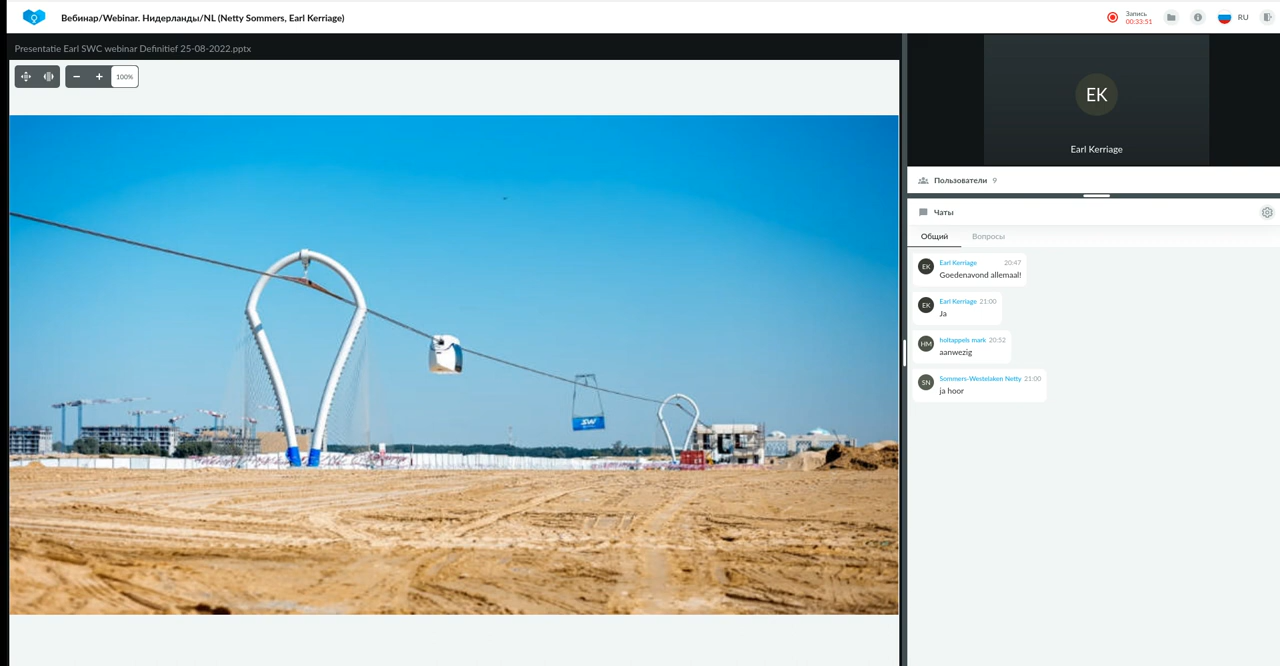 Вебинар/Webinar. Нидерланды/NL (Netty Sommers, Earl Kerriage)
Запись
00:33:51
RU
Presentatie Earl SWC webinar Definitief 25-08-2022.pptx
100%
SW
EK
Earl Kerriage
Пользователи 9
Чаты
Общий Вопросы
EK Earl Kerriage 20:47
Goedenavond allemaal!
EK Earl Kerriage 21:00
Ja
HM holtappels mark 20:52
aanwezig
SN Sommers-Westelaken Netty 21:00
ja hoor